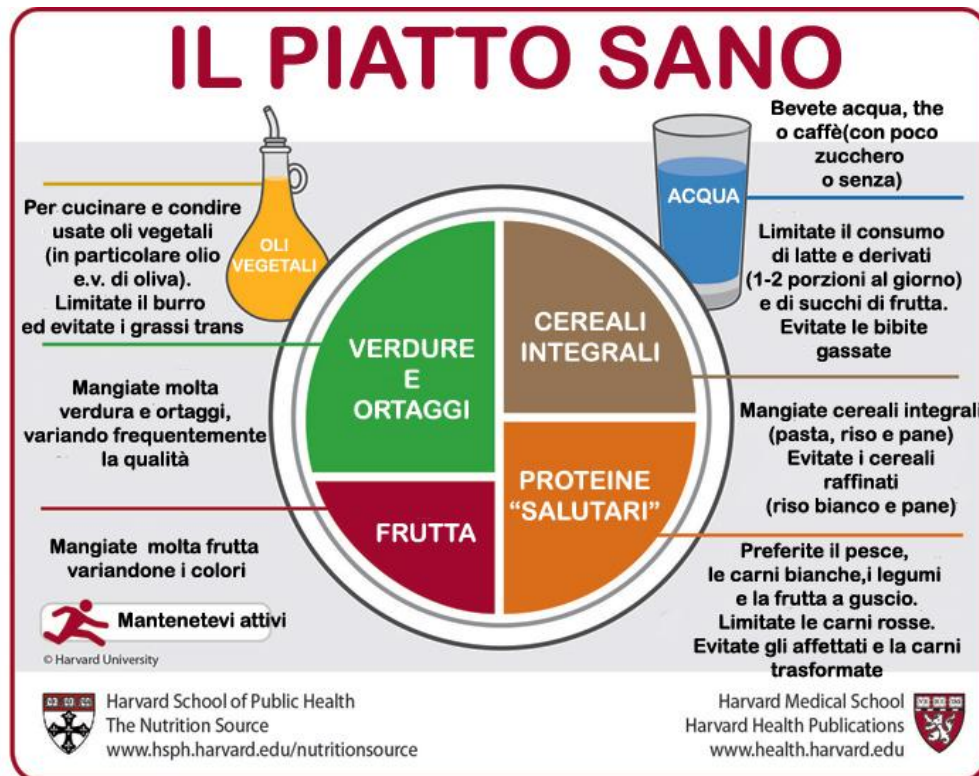 IL PIATTO SANO
OLI
VEGETALI
Per cucinare e condire
usate oli vegetali
(in particolare olio
e.v. di oliva).
Limitate il burro
ed evitate i grassi trans
Mangiate molta
verdura e ortaggi,
variando frequentemente
la qualità
Mangiate molta frutta
variandone i colori
Mantenetevi attivi
© Harvard University
VERDURE
E
ORTAGGI
FRUTTA
CEREALI
INTEGRALI
PROTEINE
“SALUTARI”
ACQUA
Bevete acqua, the
o caffè(con poco
zucchero
o senza)
Limitate il consumo
di latte e derivati
(1-2 porzioni al giorno)
e di succhi di frutta.
Evitate le bibite
gassate
Mangiate cereali integrali
(pasta, riso e pane)
Evitate i cereali
raffinati
(riso bianco e pane)
Preferite il pesce,
le carni bianche,i legumi
e la frutta a guscio.
Limitate le carni rosse.
Evitate gli affettati e la carni
trasformate
Harvard School of Public Health
The Nutrition Source
www.hsph.harvard.edu/nutritionsource
Harvard Medical School
Harvard Health Publications
www.health.harvard.edu